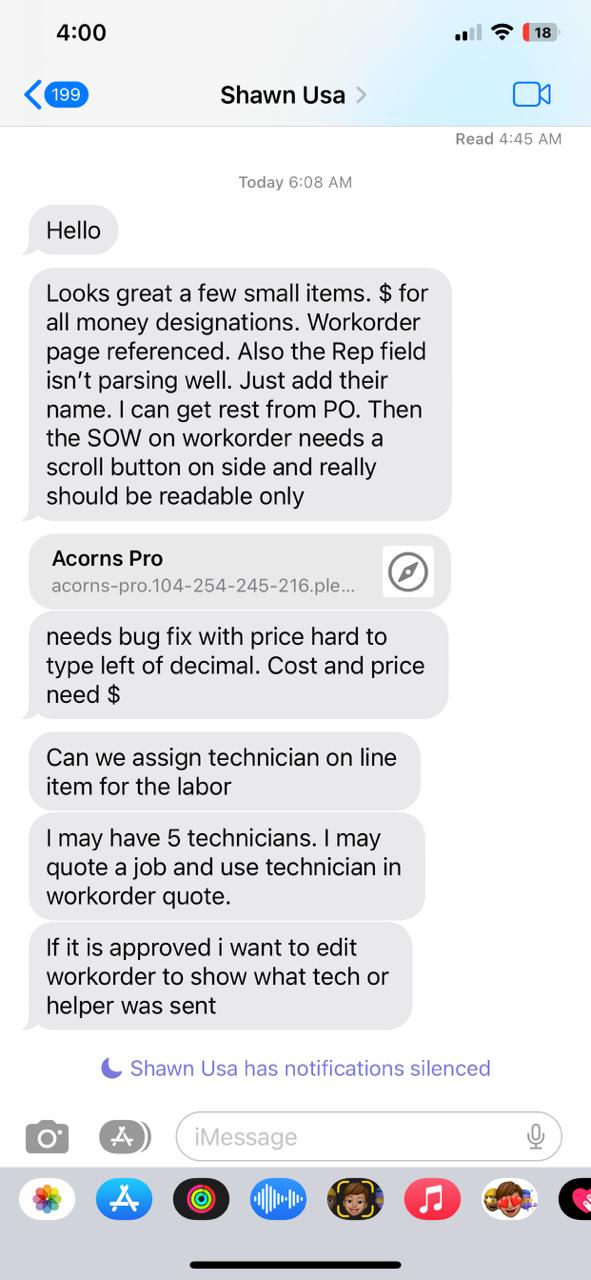 4:00
18
199
Shawn Usa
Read 4:45 AM
Today 6:08 AM
Hello
Looks great a few small items. $ for
all money designations. Workorder
page referenced. Also the Rep field
isn’t parsing well. Just add their
name. I can get rest from PO. Then
the SOW on workorder needs a
scroll button on side and really
should be readable only
Acorns Pro
acorns-pro.104-254-245-216.ple...
needs bug fix with price hard to
type left of decimal. Cost and price
need $
Can we assign technician on line
item for the labor
I may have 5 technicians. I may
quote a job and use technician in
workorder quote.
If it is approved i want to edit
workorder to show what tech or
helper was sent
Shawn Usa has notifications silenced
iMessage